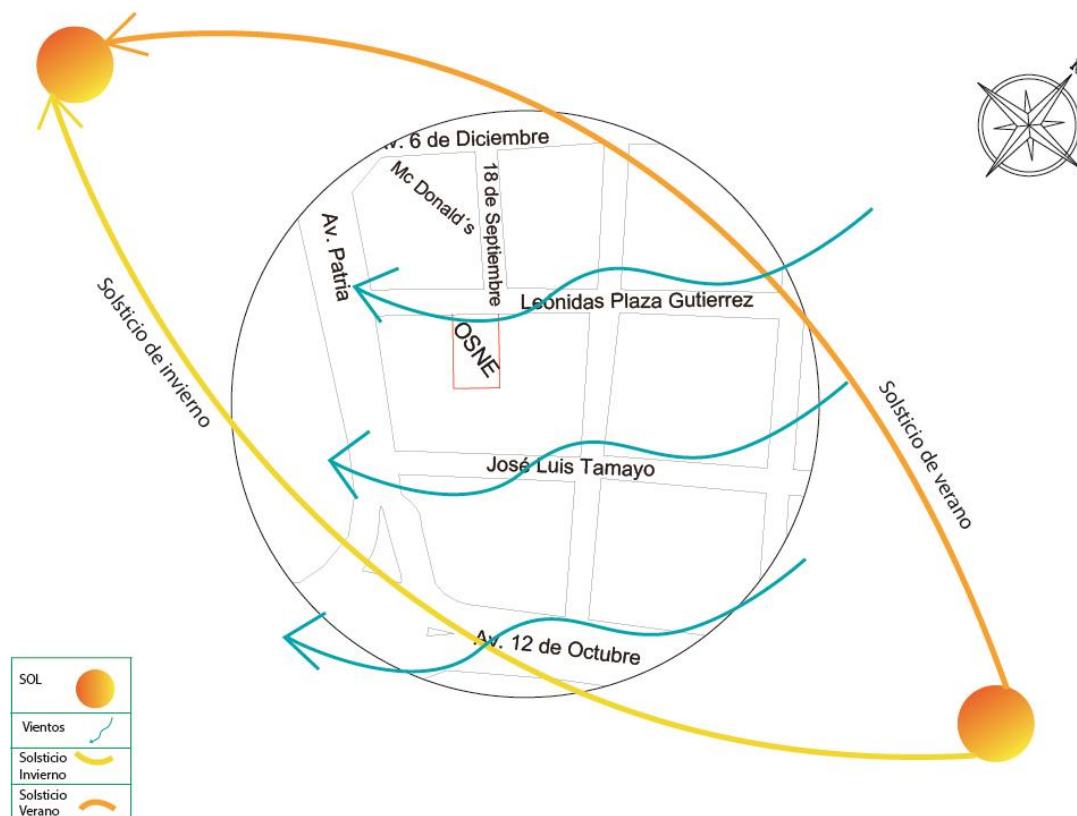 N
Av. 6 de Diciembre
Mc Donald´s
18 de Septiembre
Av. Patria
Leonidas Plaza Gutierrez
OSNE
Solsticio de invierno
Solsticio de verano
José Luis Tamayo
Av. 12 de Octubre
SOL
Vientos
Solsticio
Invierno
Solsticio
Verano